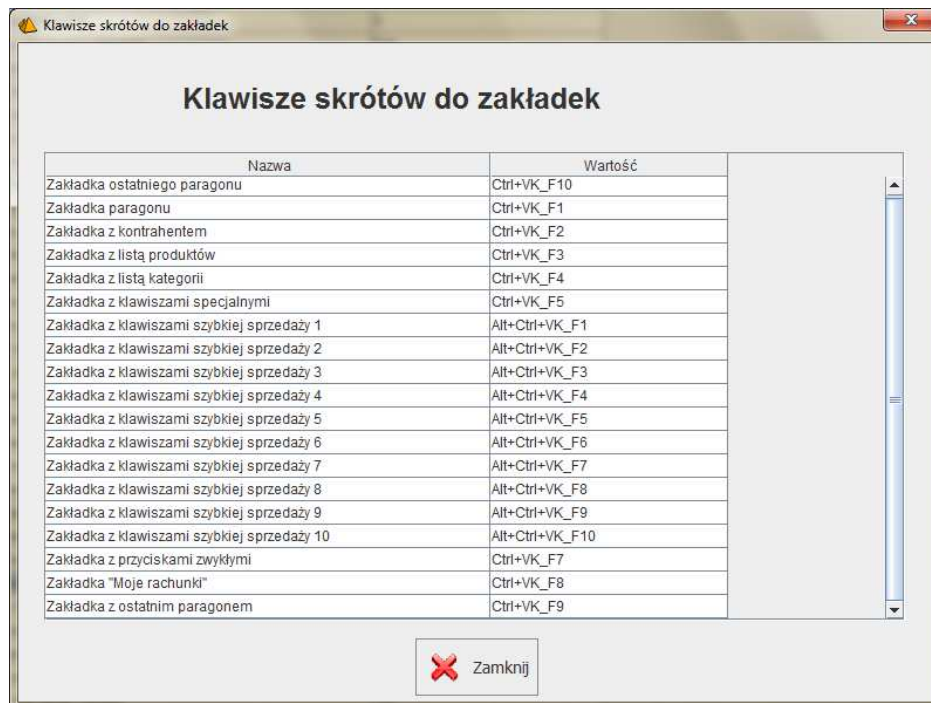 Klawisze skrótów do zakładek
Klawisze skrótów do zakładek
Nazwa Wartość
Zakładka ostatniego paragonu Ctrl+VK_F10
Zakładka paragonu Ctrl+VK_F1
Zakładka z kontrahentem Ctrl+VK_F2
Zakładka z listą produktów Ctrl+VK_F3
Zakładka z listą kategorii Ctrl+VK_F4
Zakładka z klawiszami specjalnymi Ctrl+VK_F5
Zakładka z klawiszami szybkiej sprzedaży 1 Alt+Ctrl+VK_F1
Zakładka z klawiszami szybkiej sprzedaży 2 Alt+Ctrl+VK_F2
Zakładka z klawiszami szybkiej sprzedaży 3 Alt+Ctrl+VK_F3
Zakładka z klawiszami szybkiej sprzedaży 4 Alt+Ctrl+VK_F4
Zakładka z klawiszami szybkiej sprzedaży 5 Alt+Ctrl+VK_F5
Zakładka z klawiszami szybkiej sprzedaży 6 Alt+Ctrl+VK_F6
Zakładka z klawiszami szybkiej sprzedaży 7 Alt+Ctrl+VK_F7
Zakładka z klawiszami szybkiej sprzedaży 8 Alt+Ctrl+VK_F8
Zakładka z klawiszami szybkiej sprzedaży 9 Alt+Ctrl+VK_F9
Zakładka z klawiszami szybkiej sprzedaży 10 Alt+Ctrl+VK_F10
Zakładka z przyciskami zwykłymi Ctrl+VK_F7
Zakładka "Moje rachunki" Ctrl+VK_F8
Zakładka z ostatnim paragonem Ctrl+VK_F9
Zamknij